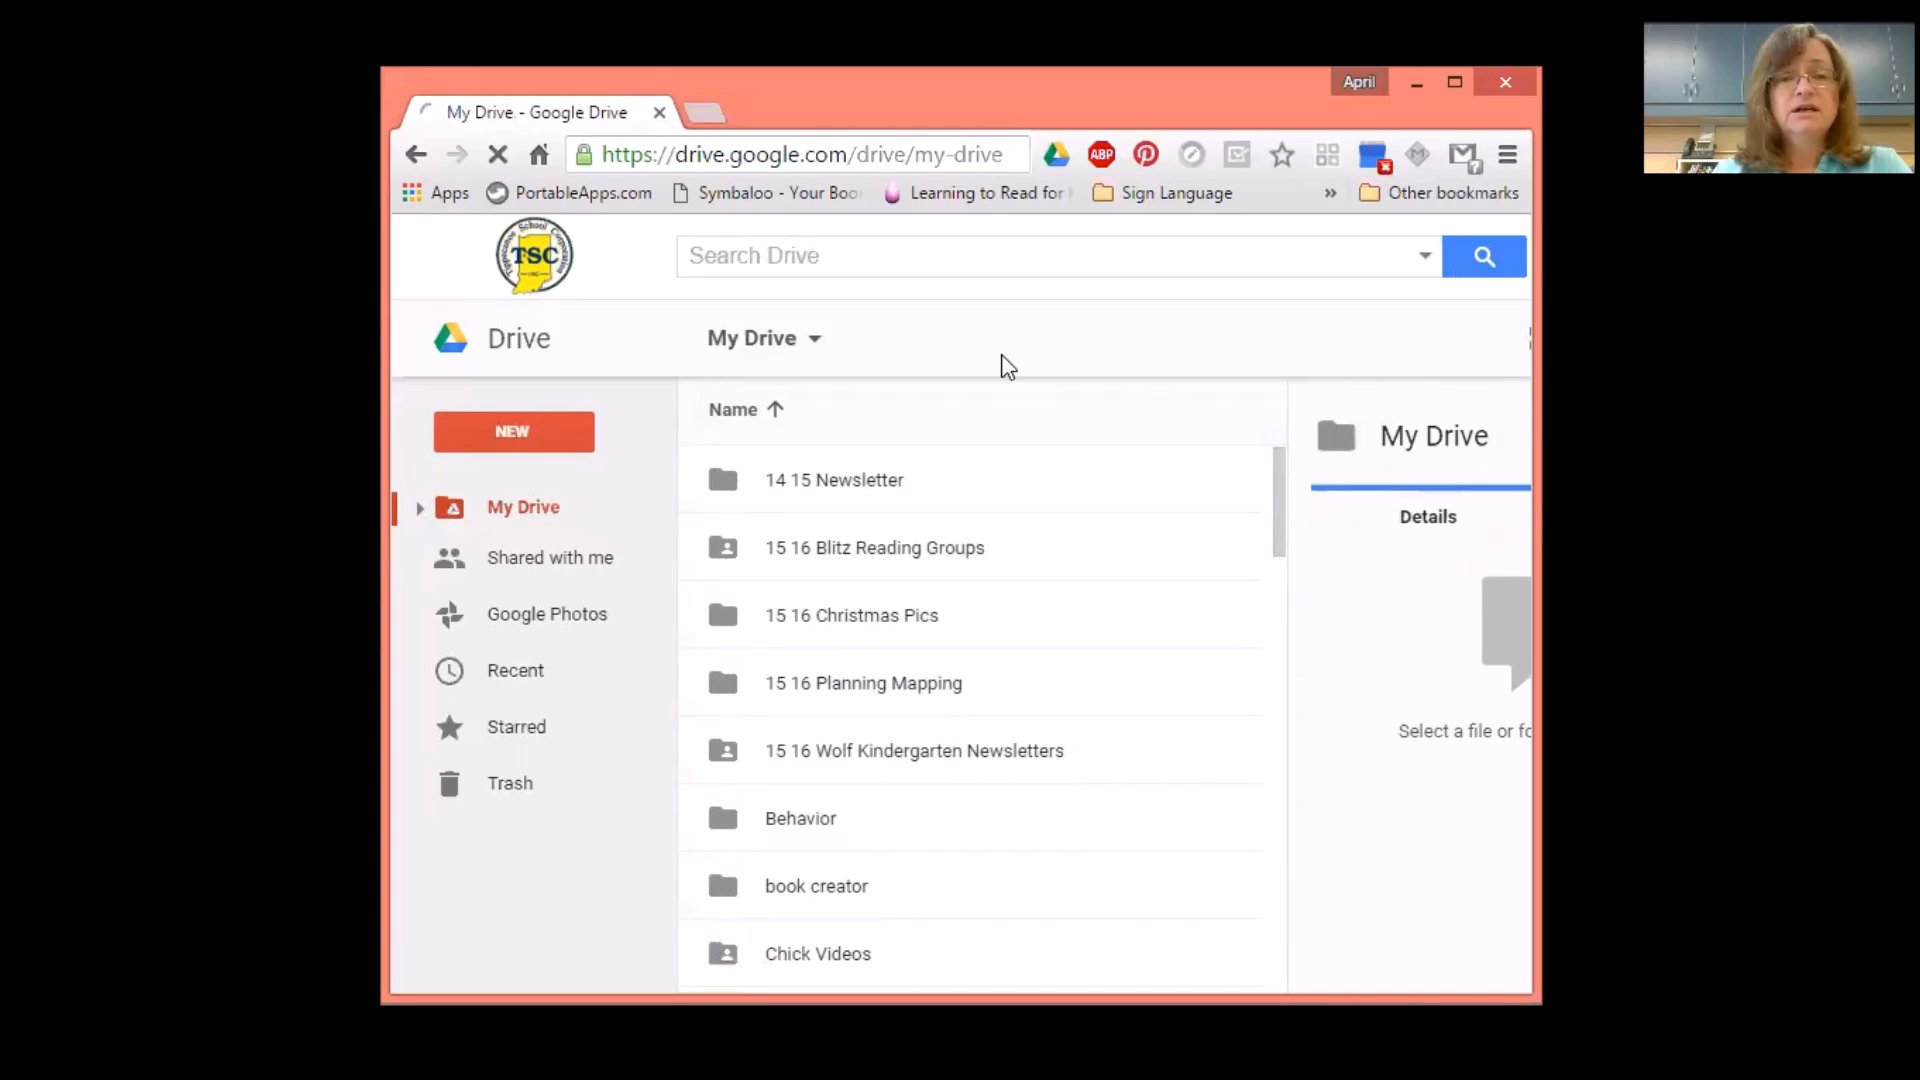 April
My Drive - Google Drive
https://drive.google.com/drive/my-drive
ABP
Apps
PortableApps.com
Symbaloo - Your Boo
Learning to Read for
Sign Language
»
Other bookmarks
Tippecanoe School Corporation
TSC
Search Drive
Drive
My Drive
Name
NEW
14 15 Newsletter
My Drive
Details
My Drive
15 16 Blitz Reading Groups
Shared with me
15 16 Christmas Pics
Google Photos
15 16 Planning Mapping
Recent
Select a file or fo
15 16 Wolf Kindergarten Newsletters
Starred
Behavior
Trash
book creator
Chick Videos